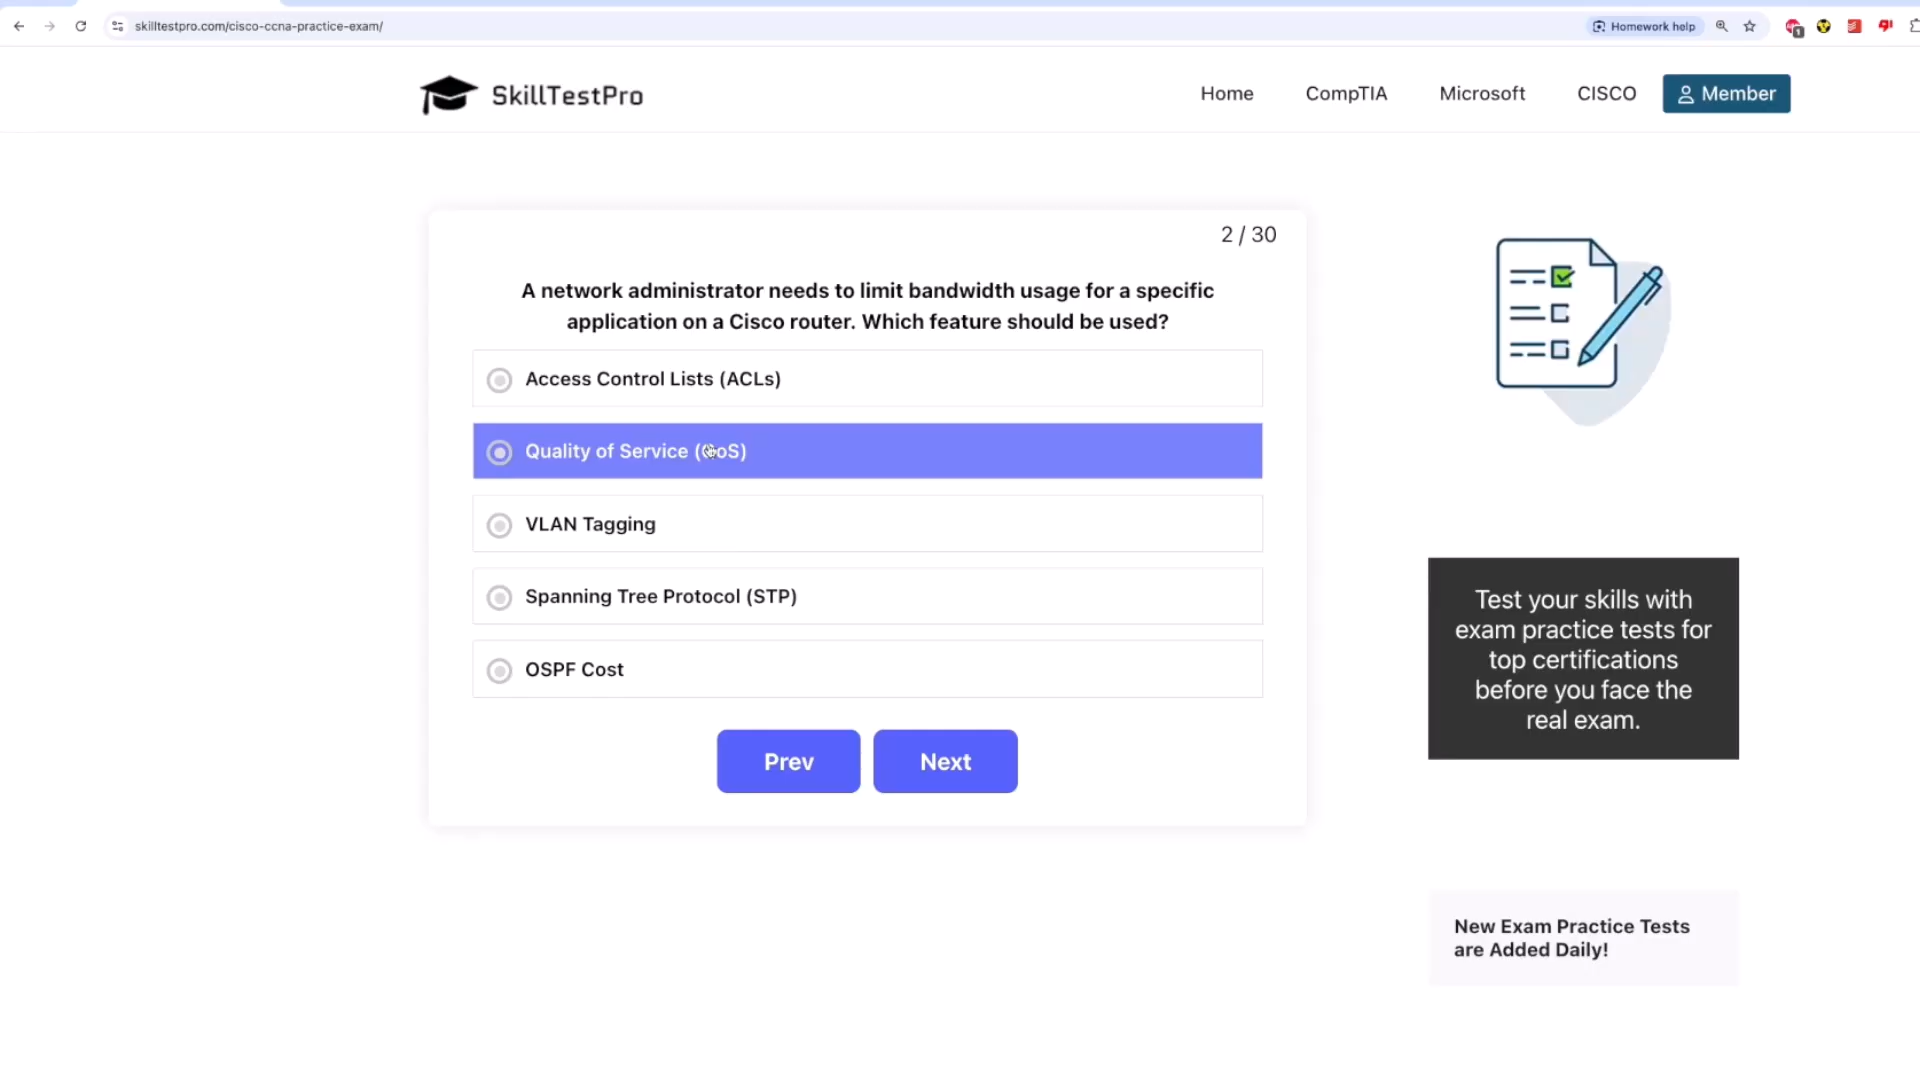 skilltestpro.com/cisco-ccna-practice-exam/
Homework help
1
SkillTestPro
Home
CompTIA
Microsoft
CISCO
Member
2 / 30
A network administrator needs to limit bandwidth usage for a specific
application on a Cisco router. Which feature should be used?
Access Control Lists (ACLs)
Quality of Service (QoS)
VLAN Tagging
Spanning Tree Protocol (STP)
OSPF Cost
Prev
Next
Test your skills with
exam practice tests for
top certifications
before you face the
real exam.
New Exam Practice Tests
are Added Daily!